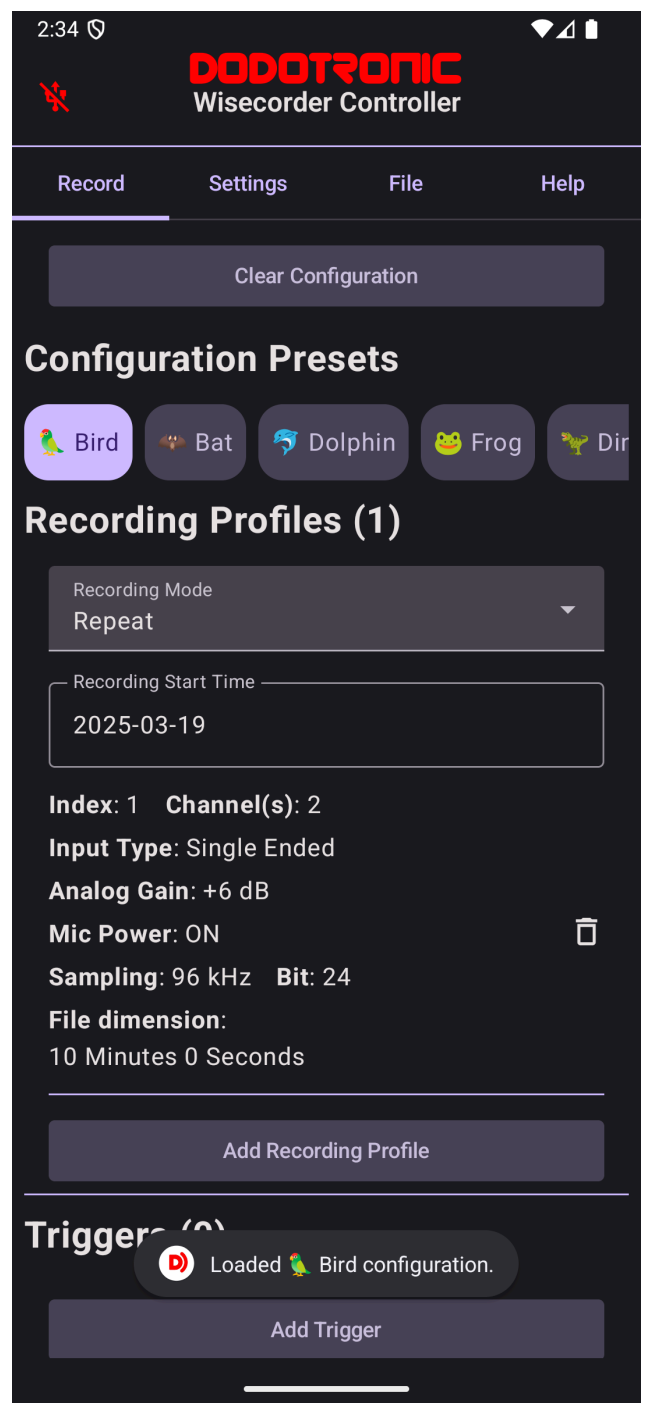 2:34
DODOTRONIC
Wisecorder Controller
Record Settings File Help
Clear Configuration
Configuration Presets
Bird Bat Dolphin Frog Dir
Recording Profiles (1)
Recording Mode
Repeat
Recording Start Time
2025-03-19
Index: 1 Channel(s): 2
Input Type: Single Ended
Analog Gain: +6 dB
Mic Power: ON
Sampling: 96 kHz Bit: 24
File dimension:
10 Minutes 0 Seconds
Add Recording Profile
Triggers (0)
D) Loaded 🦜 Bird configuration.
Add Trigger